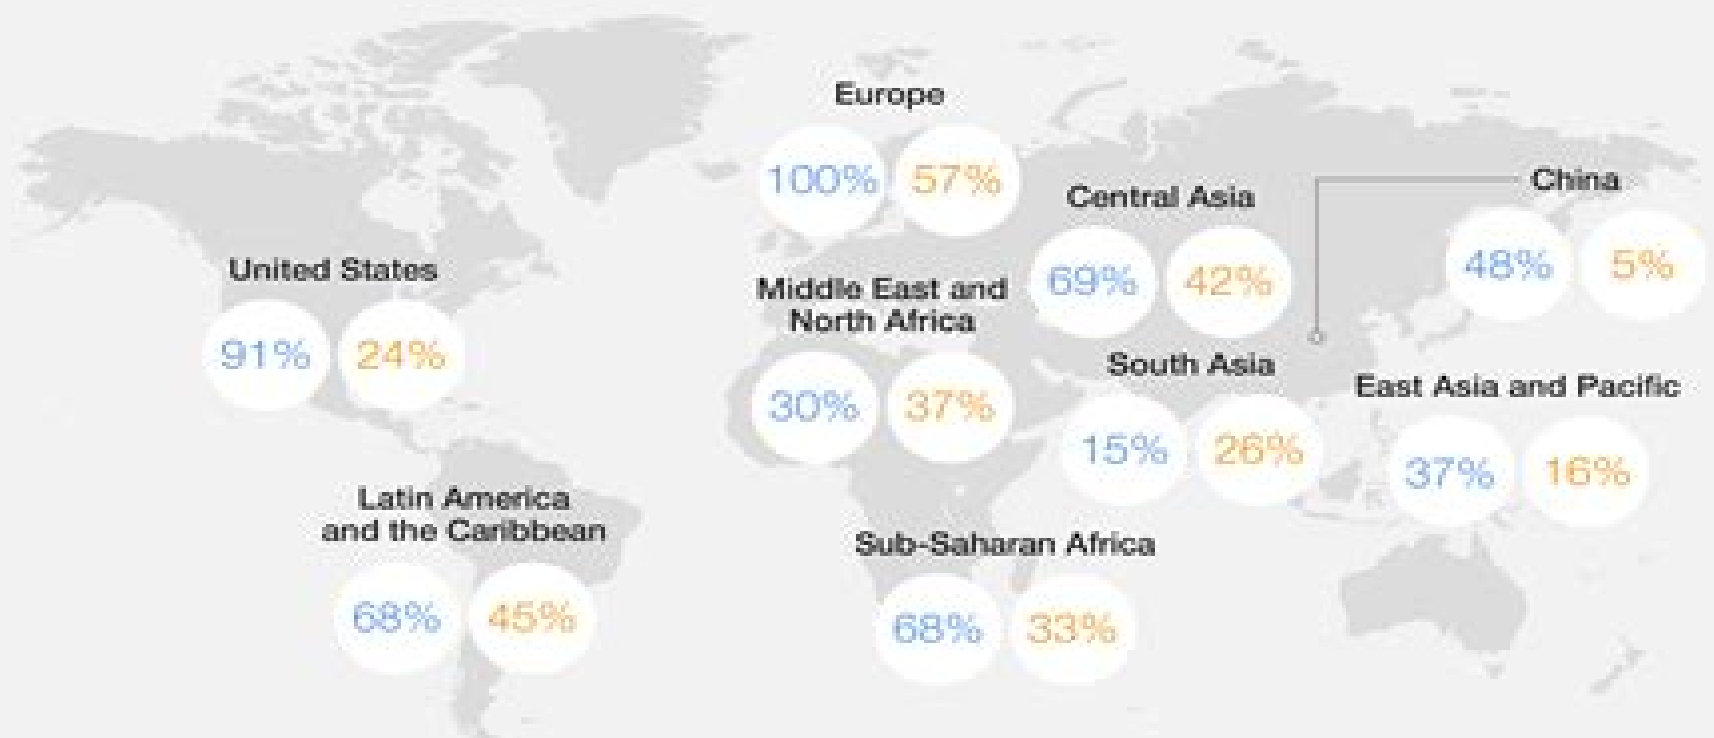 Europe
100% 57%
China
48% 5%
Central Asia
69% 42%
United States
91% 24%
Middle East and
North Africa
30% 37%
South Asia
15% 26%
East Asia and Pacific
37% 16%
Latin America
and the Caribbean
68% 45%
Sub-Saharan Africa
68% 33%